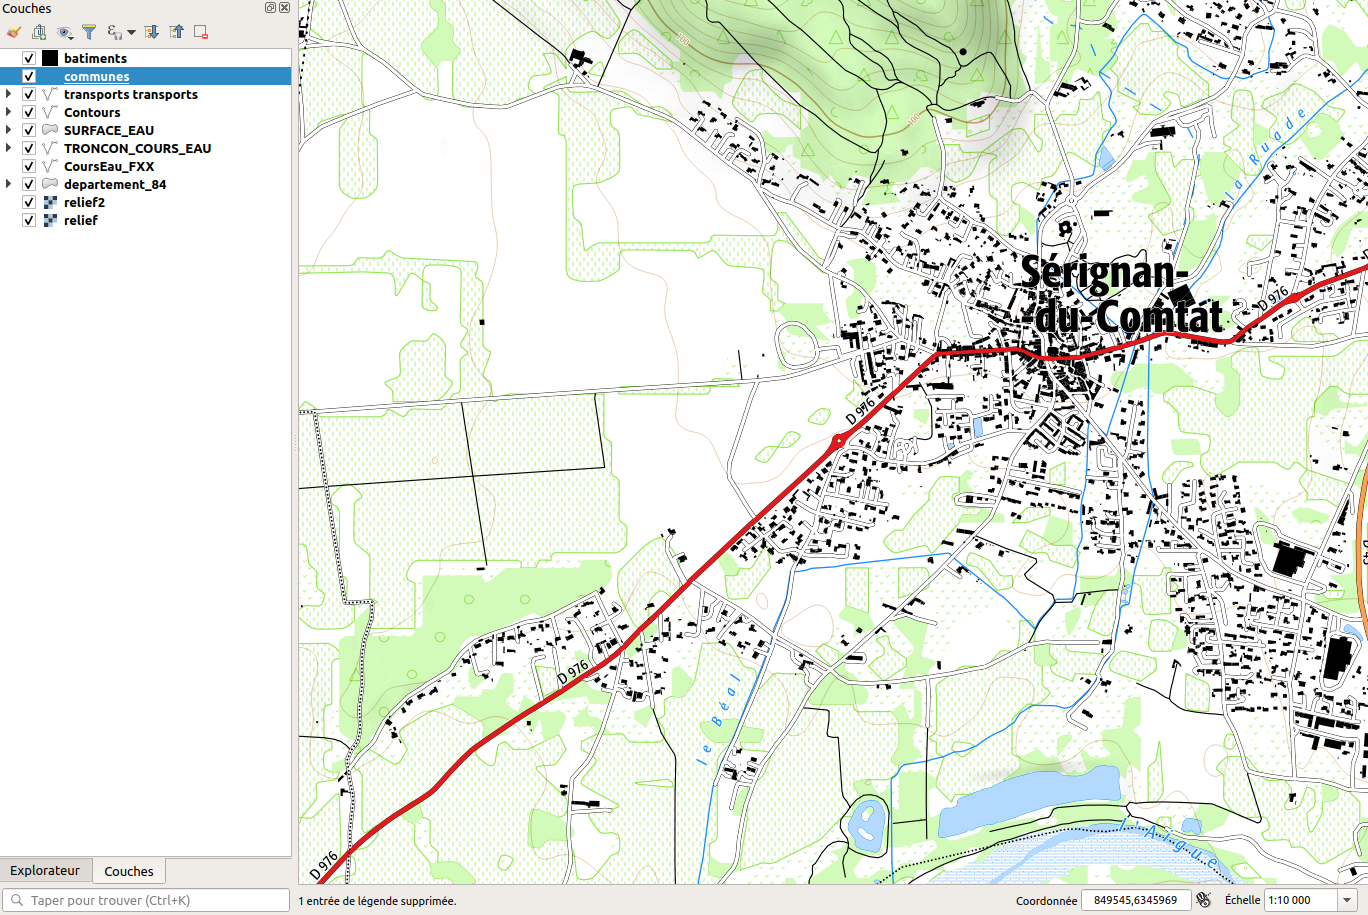 Couches
batiments
communes
transports transports
Contours
SURFACE_EAU
TRONCON_COURS_EAU
CoursEau_FXX
departement_84
relief2
relief
Explorateur
Couches
Taper pour trouver (Ctrl+K)
100
100
la Ruade
Sérignan-
-du-Comtat
D 976
D 976
D 976
le Béal
D 976
l'Aigue
1 entrée de légende supprimée.
Coordonnée
849545,6345969
Échelle
1:10 000